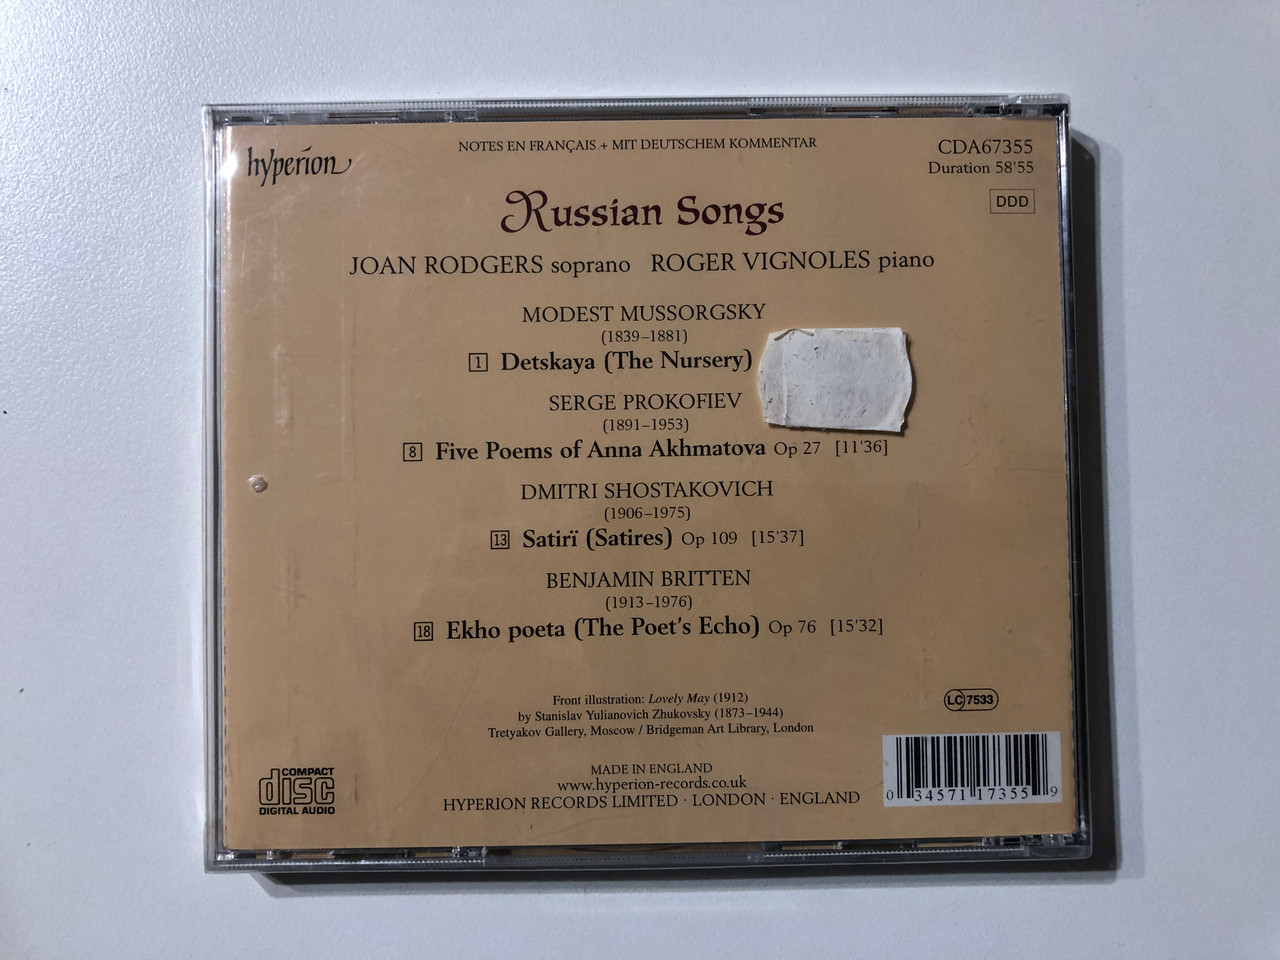 hyperion
NOTES EN FRANÇAIS + MIT DEUTSCHEM KOMMENTAR
CDA67355
Duration 58'55
DDD
Russian Songs
JOAN RODGERS soprano ROGER VIGNOLES piano
MODEST MUSSORGSKY
(1839–1881)
1 Detskaya (The Nursery)
SERGE PROKOFIEV
(1891–1953)
8 Five Poems of Anna Akhmatova Op 27 [11'36]
DMITRI SHOSTAKOVICH
(1906–1975)
13 Satirï (Satires) Op 109 [15'37]
BENJAMIN BRITTEN
(1913–1976)
18 Ekho poeta (The Poet's Echo) Op 76 [15'32]
Front illustration: Lovely May (1912)
by Stanislav Yulianovich Zhukovsky (1873–1944)
Tretyakov Gallery, Moscow / Bridgeman Art Library, London
LC 7533
COMPACT
disc
DIGITAL AUDIO
MADE IN ENGLAND
www.hyperion-records.co.uk
HYPERION RECORDS LIMITED · LONDON · ENGLAND
0 34571 17355 9